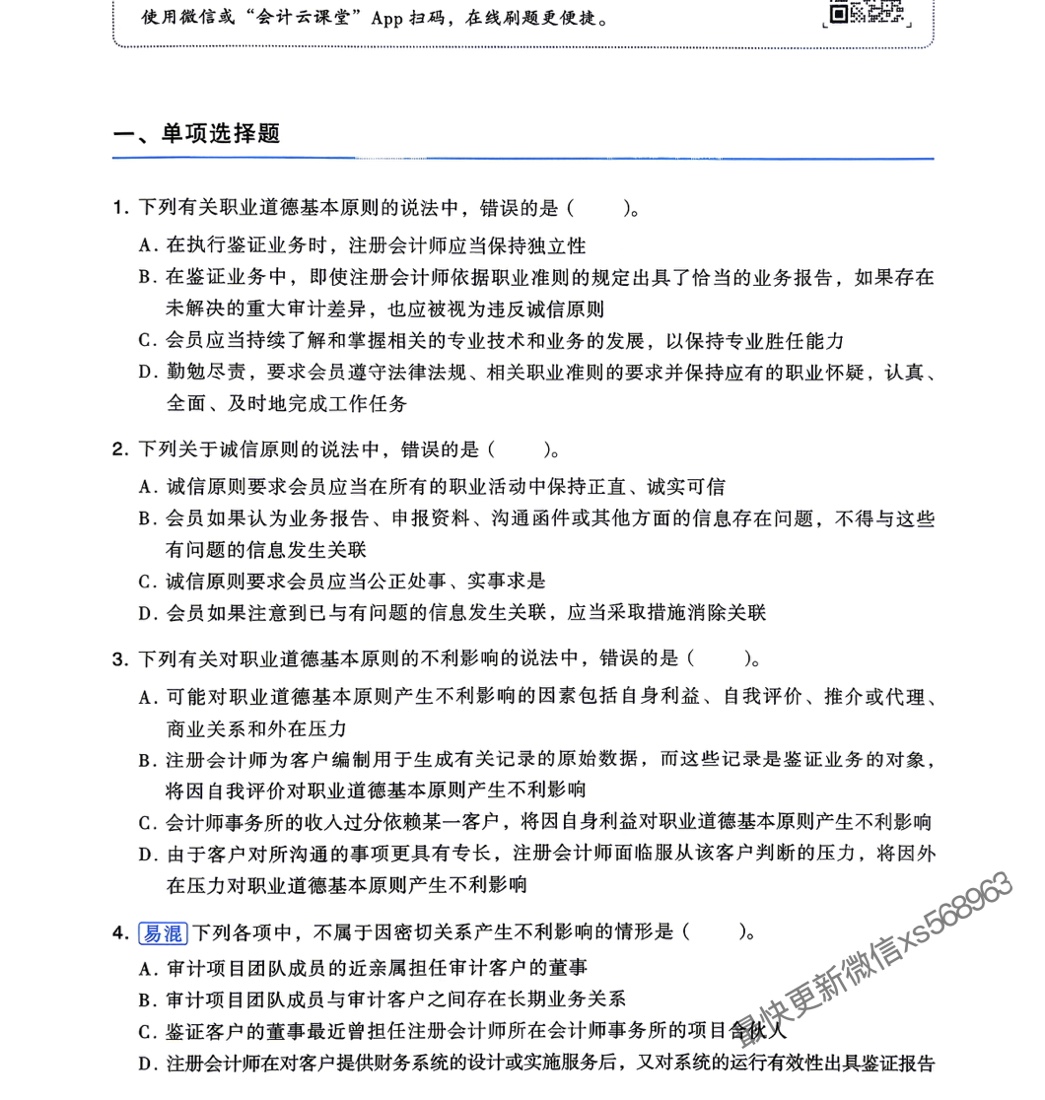 使用微信或“会计云课堂”App 扫码，在线刷题更便捷。
一、单项选择题
1. 下列有关职业道德基本原则的说法中，错误的是（　　）。
A. 在执行鉴证业务时，注册会计师应当保持独立性
B. 在鉴证业务中，即使注册会计师依据职业准则的规定出具了恰当的业务报告，如果存在
未解决的重大审计差异，也应被视为违反诚信原则
C. 会员应当持续了解和掌握相关的专业技术和业务的发展，以保持专业胜任能力
D. 勤勉尽责，要求会员遵守法律法规、相关职业准则的要求并保持应有的职业怀疑，认真、
全面、及时地完成工作任务
2. 下列关于诚信原则的说法中，错误的是（　　）。
A. 诚信原则要求会员应当在所有的职业活动中保持正直、诚实可信
B. 会员如果认为业务报告、申报资料、沟通函件或其他方面的信息存在问题，不得与这些
有问题的信息发生关联
C. 诚信原则要求会员应当公正处事、实事求是
D. 会员如果注意到已与有问题的信息发生关联，应当采取措施消除关联
3. 下列有关对职业道德基本原则的不利影响的说法中，错误的是（　　）。
A. 可能对职业道德基本原则产生不利影响的因素包括自身利益、自我评价、推介或代理、
商业关系和外在压力
B. 注册会计师为客户编制用于生成有关记录的原始数据，而这些记录是鉴证业务的对象，
将因自我评价对职业道德基本原则产生不利影响
C. 会计师事务所的收入过分依赖某一客户，将因自身利益对职业道德基本原则产生不利影响
D. 由于客户对所沟通的事项更具有专长，注册会计师面临服从该客户判断的压力，将因外
在压力对职业道德基本原则产生不利影响
4. 易混 下列各项中，不属于因密切关系产生不利影响的情形是（　　）。
A. 审计项目团队成员的近亲属担任审计客户的董事
B. 审计项目团队成员与审计客户之间存在长期业务关系
C. 鉴证客户的董事最近曾担任注册会计师所在会计师事务所的项目合伙人
D. 注册会计师在对客户提供财务系统的设计或实施服务后，又对系统的运行有效性出具鉴证报告
最快更新微信xs568963